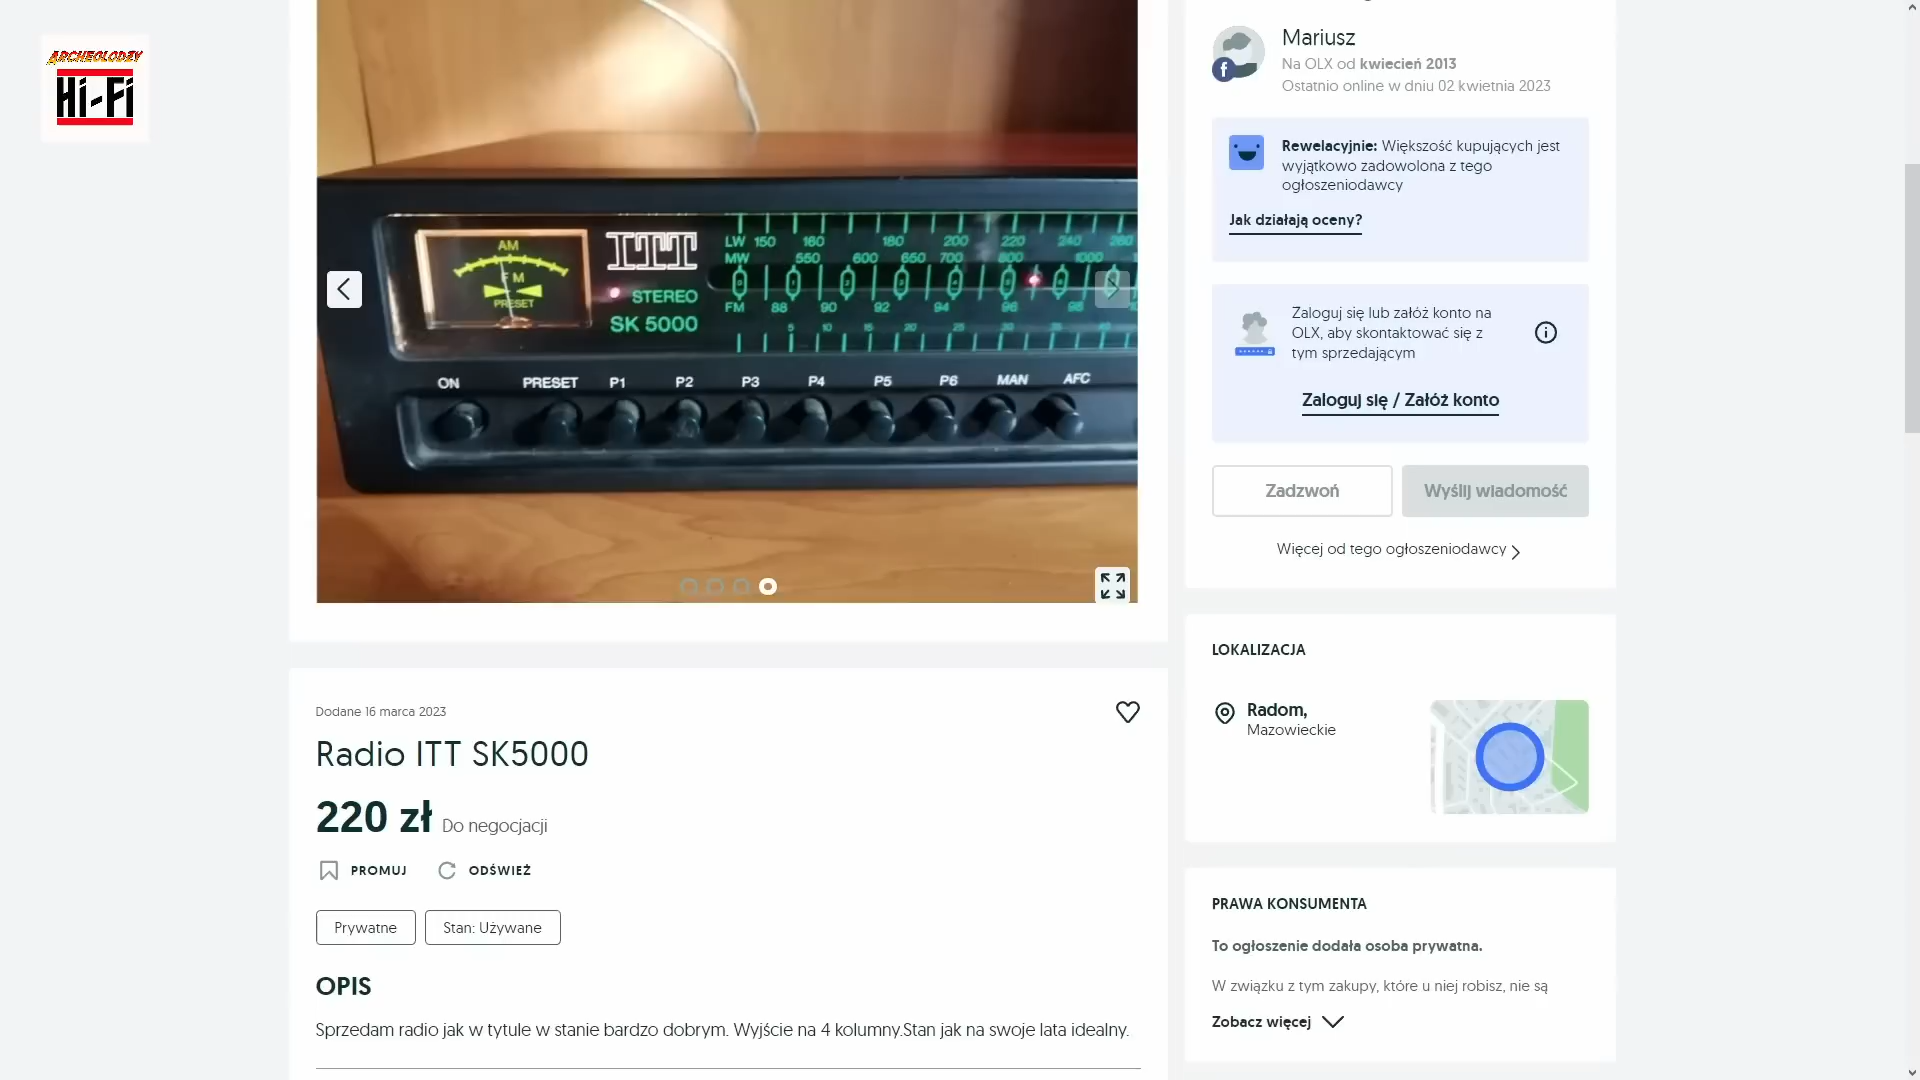 ARCHEOLODZY
Hi-Fi
AM
FM
PRESET
ITT
STEREO
SK 5000
LW 150 160 180 200 220 240 260
MW 550 600 650 700 800 1000
FM 88 90 92 94 96 98
5 10 15 20 25 30
ON PRESET P1 P2 P3 P4 P5 P6 MAN AFC
Dodane 16 marca 2023
Radio ITT SK5000
220 zł Do negocjacji
PROMUJ ODŚWIEŻ
Prywatne Stan: Używane
OPIS
Sprzedam radio jak w tytule w stanie bardzo dobrym. Wyjście na 4 kolumny.Stan jak na swoje lata idealny.
Mariusz
Na OLX od kwiecień 2013
Ostatnio online w dniu 02 kwietnia 2023
Rewelacyjnie: Większość kupujących jest
wyjątkowo zadowolona z tego
ogłoszeniodawcy
Jak działają oceny?
Zaloguj się lub załóż konto na
OLX, aby skontaktować się z
tym sprzedającym
Zaloguj się / Załóż konto
Zadzwoń Wyślij wiadomość
Więcej od tego ogłoszeniodawcy
LOKALIZACJA
Radom,
Mazowieckie
PRAWA KONSUMENTA
To ogłoszenie dodała osoba prywatna.
W związku z tym zakupy, które u niej robisz, nie są
Zobacz więcej